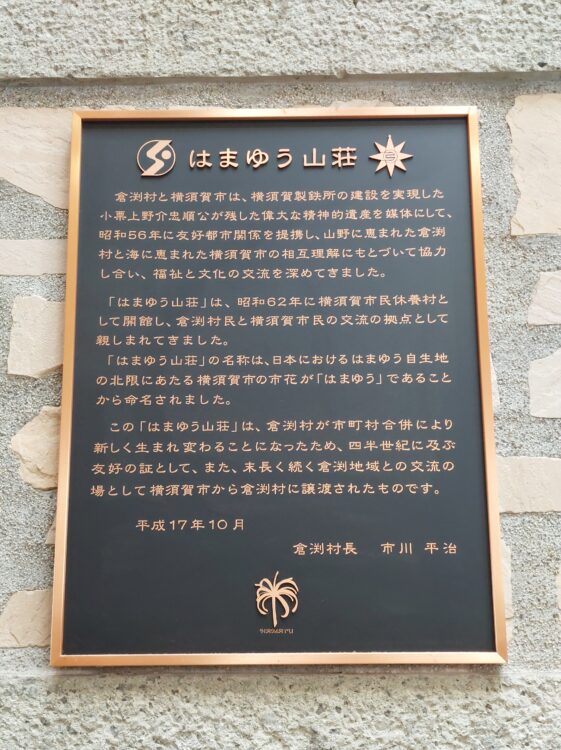 はまゆう山荘
倉渕村と横須賀市は、横須賀製鉄所の建設を実現した
小栗上野介忠順公が残した偉大な精神的遺産を媒体にして、
昭和56年に友好都市関係を提携し、山野に恵まれた倉渕
村と海に恵まれた横須賀市の相互理解にもとづいて協力
し合い、福祉と文化の交流を深めてきました。
「はまゆう山荘」は、昭和62年に横須賀市民休養村と
して開館し、倉渕村民と横須賀市民の交流の拠点として
親しまれてきました。
「はまゆう山荘」の名称は、日本におけるはまゆう自生地
の北限にあたる横須賀市の市花が「はまゆう」であること
から命名されました。
この「はまゆう山荘」は、倉渕村が市町村合併により
新しく生まれ変わることになったため、四半世紀に及ぶ
友好の証として、また、末長く続く倉渕地域との交流の
場として横須賀市から倉渕村に譲渡されたものです。
平成17年10月
倉渕村長 市川 平治